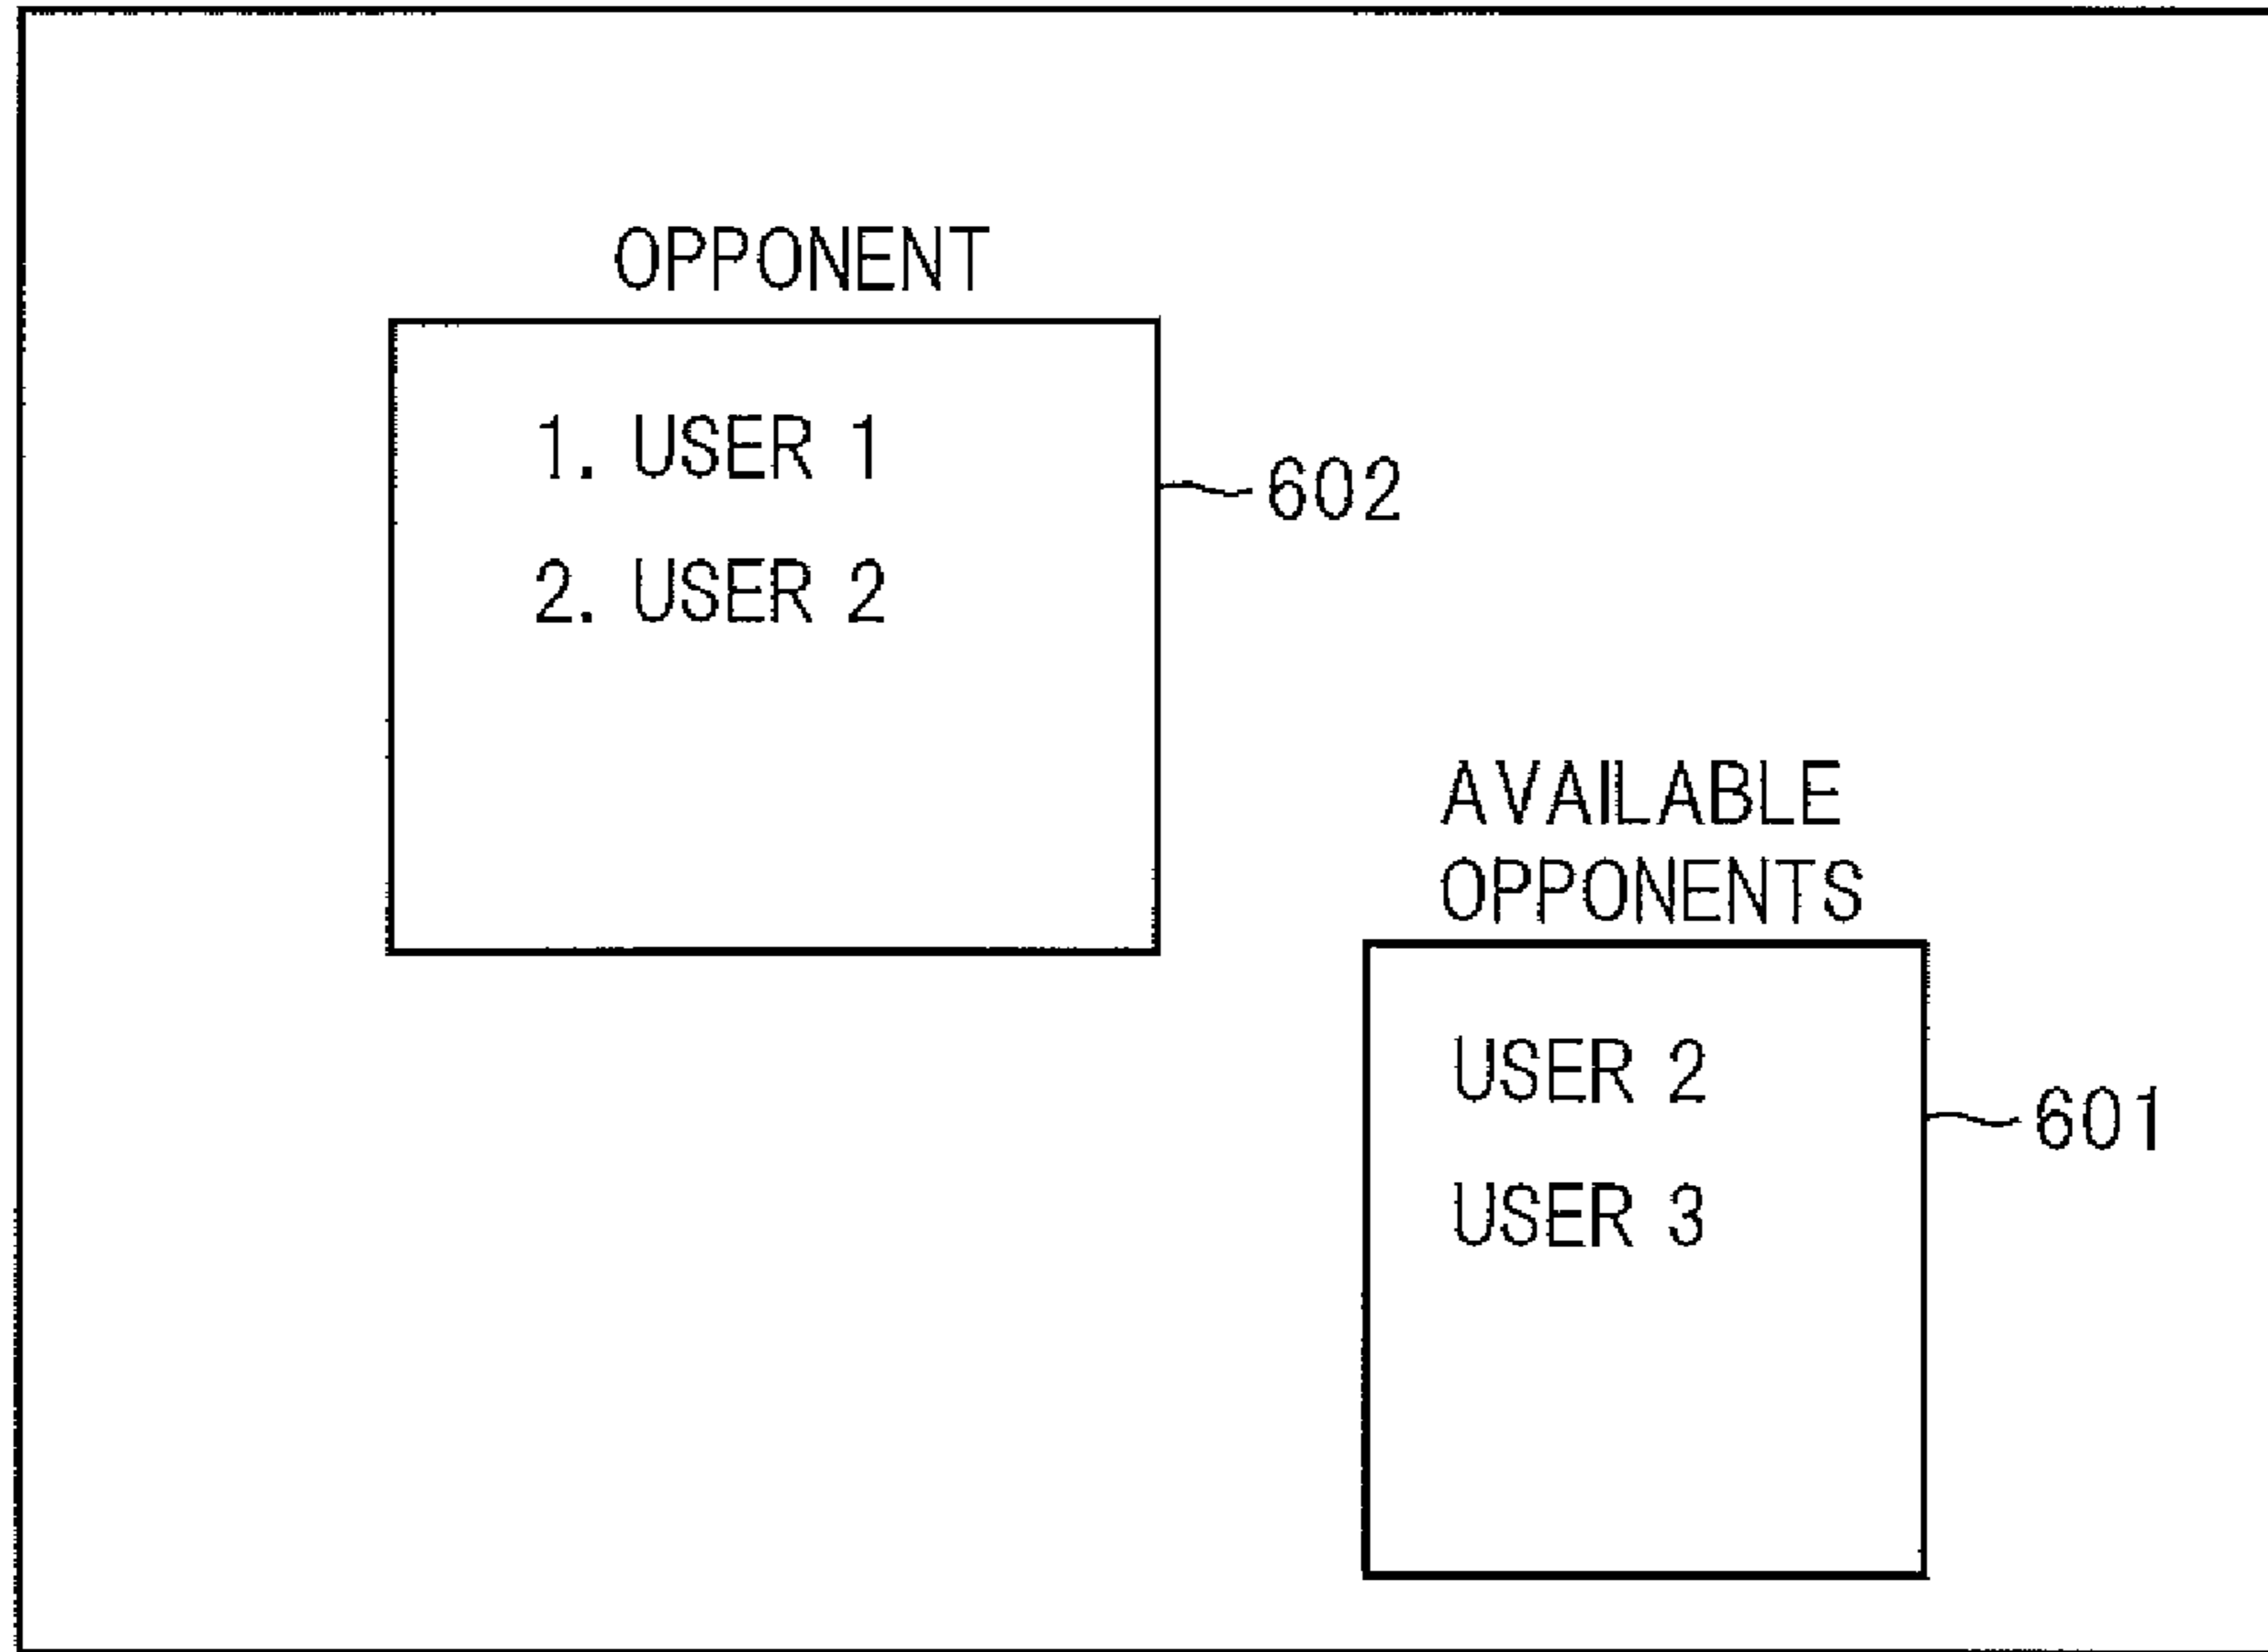 OPPONENT
1. USER 1
602
2. USER 2
AVAILABLE
OPPONENTS
USER 2
601
USER 3